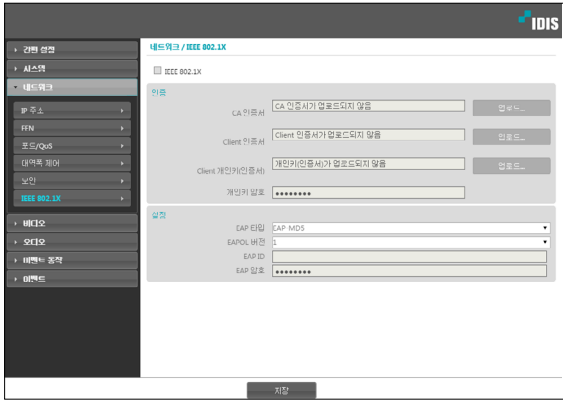 IDIS
간편 설정
시스템
네트워크
IP 주소
FEN
포트/QoS
대역폭 제어
보안
IEEE 802.1X
비디오
오디오
이벤트 동작
이벤트
네트워크 / IEEE 802.1X
IEEE 802.1X
인증
CA 인증서 CA 인증서가 업로드되지 않음 업로드...
Client 인증서 Client 인증서가 업로드되지 않음 업로드...
Client 개인키(인증서) 개인키(인증서)가 업로드되지 않음 업로드...
개인키 암호 ●●●●●●●●
설정
EAP 타입 EAP-MD5
EAPOL 버전 1
EAP ID
EAP 암호 ●●●●●●●●
저장